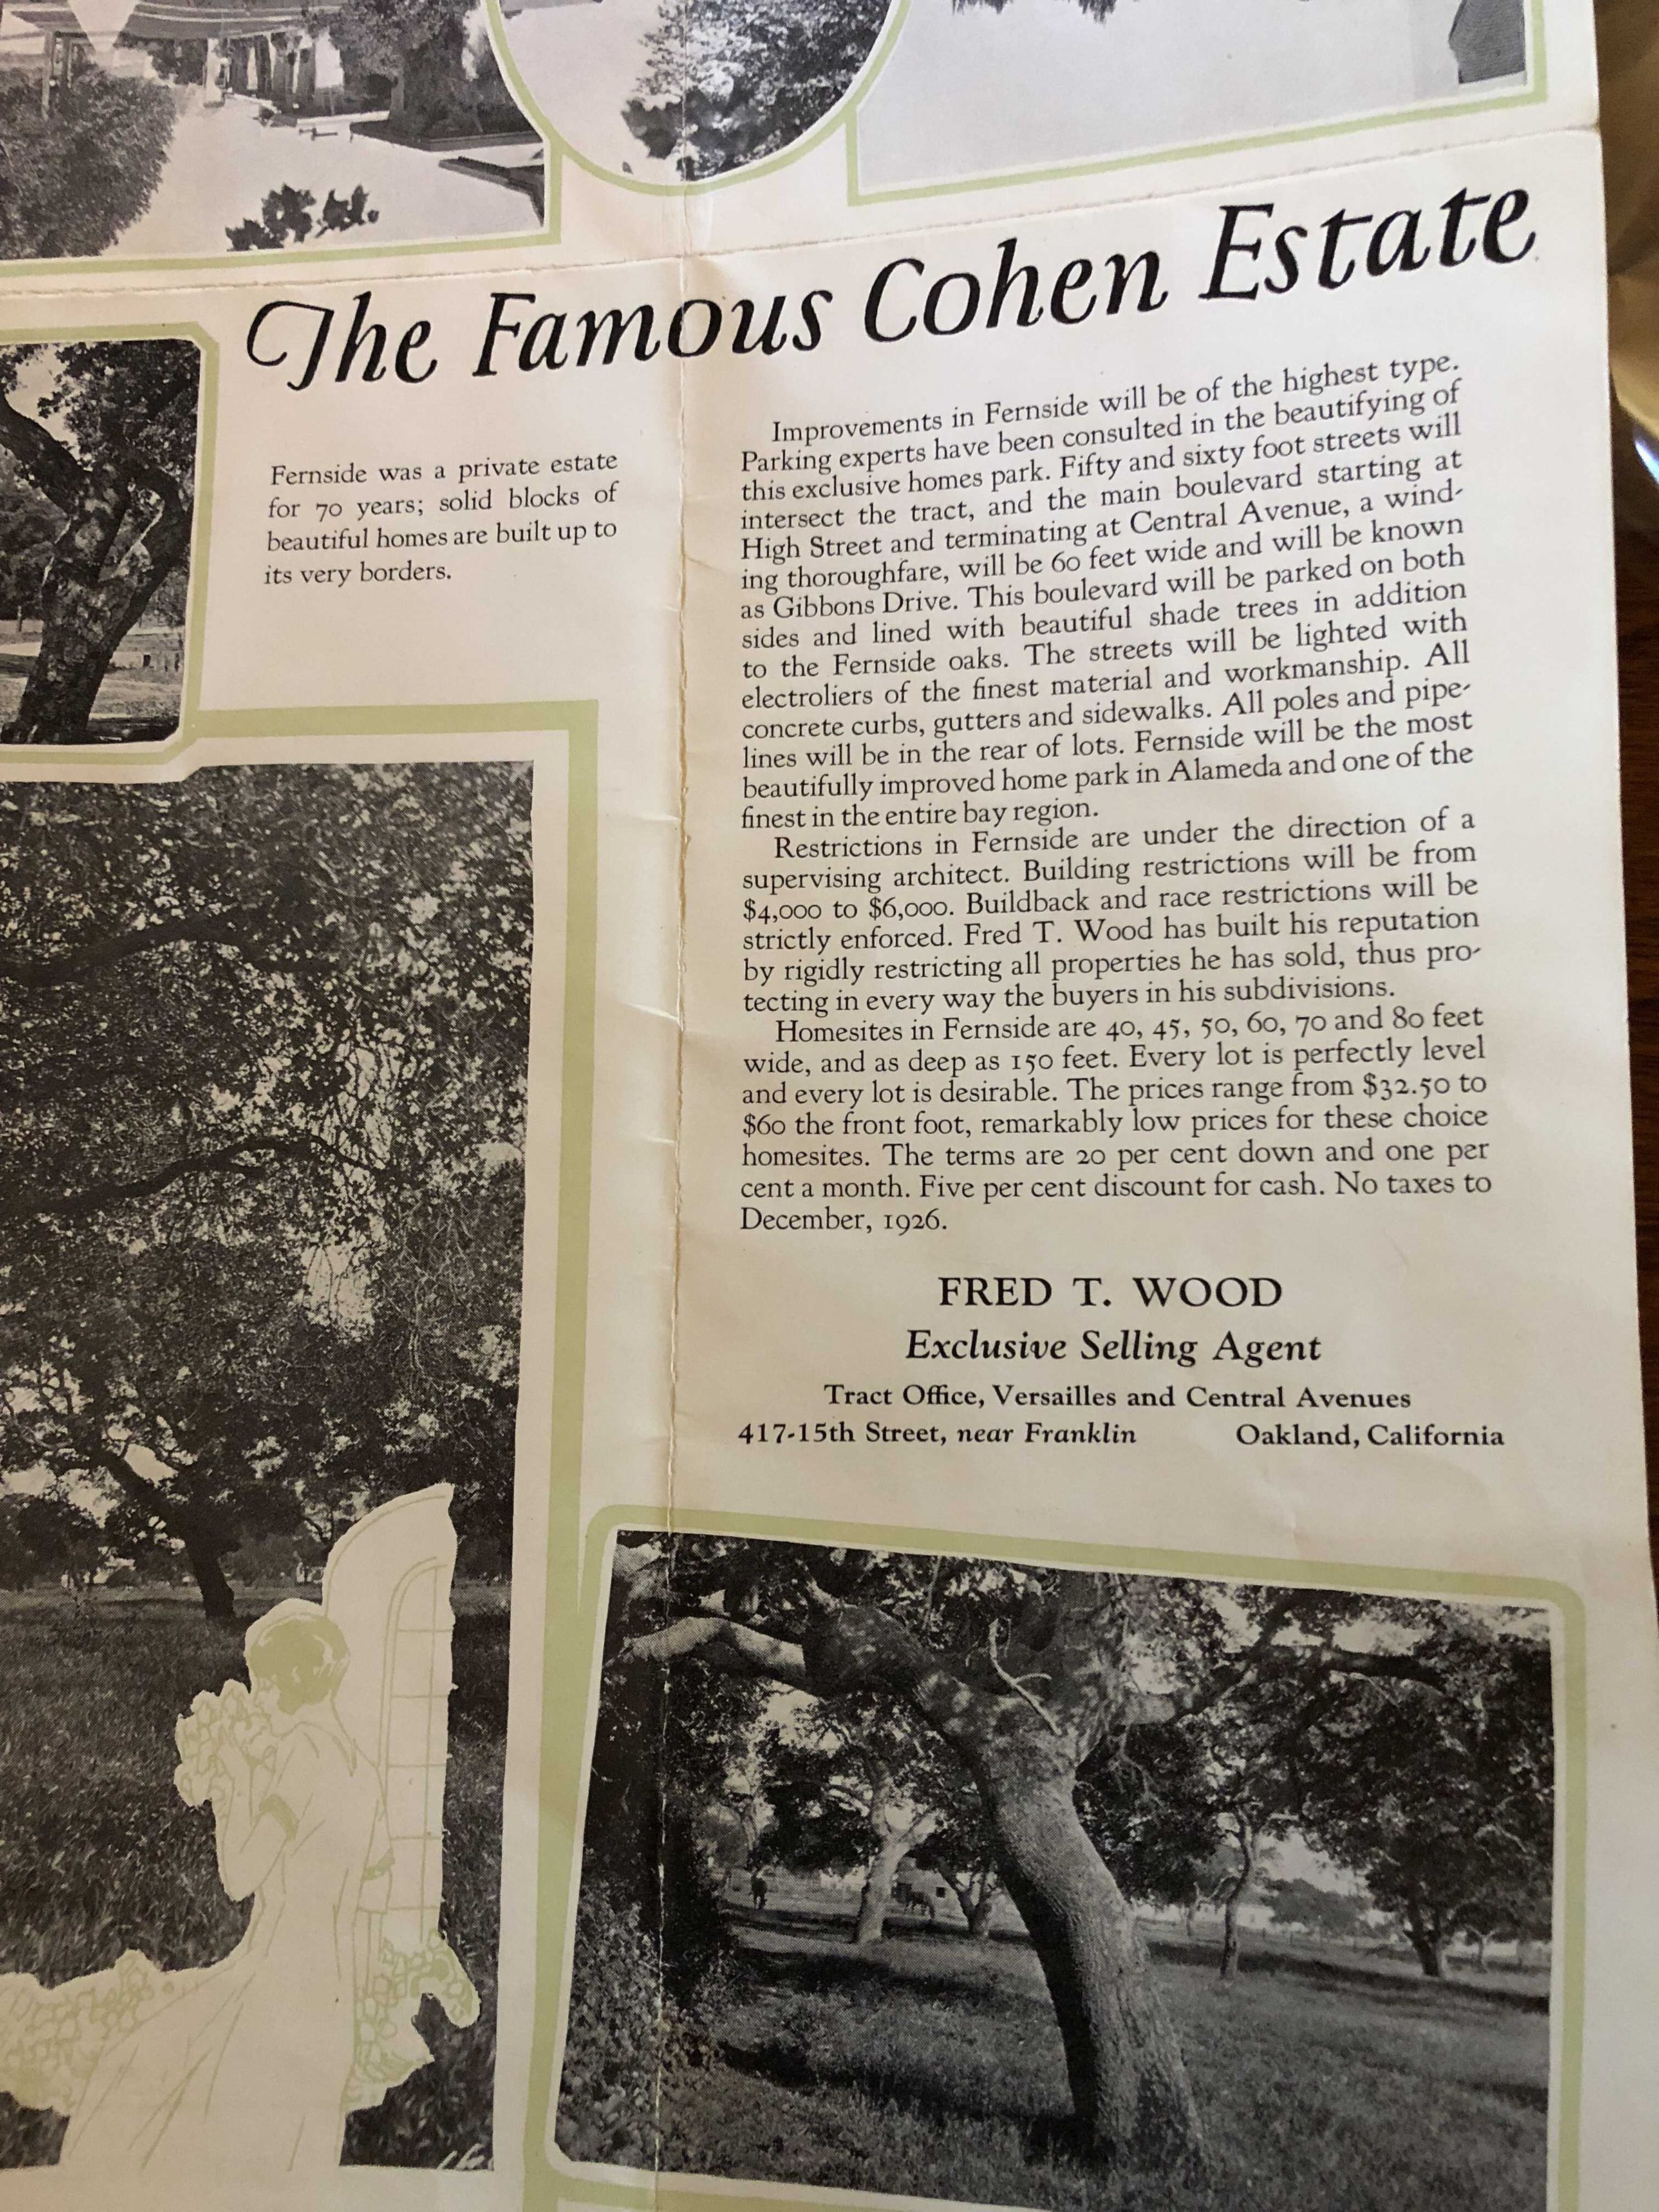 The Famous Cohen Estate
Fernside was a private estate
for 70 years; solid blocks of
beautiful homes are built up to
its very borders.
Improvements in Fernside will be of the highest type.
Parking experts have been consulted in the beautifying of
this exclusive homes park. Fifty and sixty foot streets will
intersect the tract, and the main boulevard starting at
High Street and terminating at Central Avenue, a wind-
ing thoroughfare, will be 60 feet wide and will be known
as Gibbons Drive. This boulevard will be parked on both
sides and lined with beautiful shade trees in addition
to the Fernside oaks. The streets will be lighted with
electroliers of the finest material and workmanship. All
concrete curbs, gutters and sidewalks. All poles and pipe-
lines will be in the rear of lots. Fernside will be the most
beautifully improved home park in Alameda and one of the
finest in the entire bay region.
Restrictions in Fernside are under the direction of a
supervising architect. Building restrictions will be from
$4,000 to $6,000. Buildback and race restrictions will be
strictly enforced. Fred T. Wood has built his reputation
by rigidly restricting all properties he has sold, thus pro-
tecting in every way the buyers in his subdivisions.
Homesites in Fernside are 40, 45, 50, 60, 70 and 80 feet
wide, and as deep as 150 feet. Every lot is perfectly level
and every lot is desirable. The prices range from $32.50 to
$60 the front foot, remarkably low prices for these choice
homesites. The terms are 20 per cent down and one per
cent a month. Five per cent discount for cash. No taxes to
December, 1926.
FRED T. WOOD
Exclusive Selling Agent
Tract Office, Versailles and Central Avenues
417-15th Street, near Franklin Oakland, California